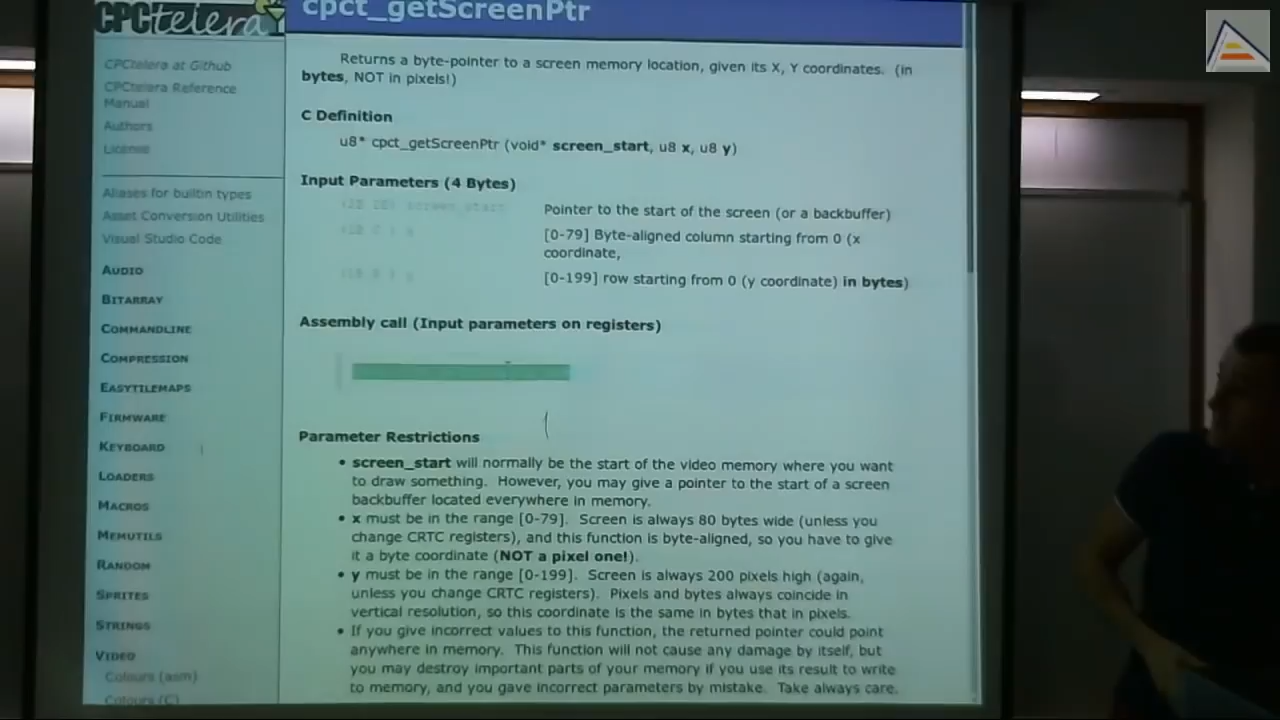 CPCtelera
cpct_getScreenPtr
CPCtelera at Github
CPCtelera Reference
Manual
Authors
License
Aliases for builtin types
Asset Conversion Utilities
Visual Studio Code
AUDIO
BITARRAY
COMMANDLINE
COMPRESSION
EASYTILEMAPS
FIRMWARE
KEYBOARD
LOADERS
MACROS
MEMUTILS
RANDOM
SPRITES
STRINGS
VIDEO
Colours (asm)
Colours (C)
Returns a byte-pointer to a screen memory location, given its X, Y coordinates. (in
bytes, NOT in pixels!)
C Definition
u8* cpct_getScreenPtr (void* screen_start, u8 x, u8 y)
Input Parameters (4 Bytes)
screen_start
Pointer to the start of the screen (or a backbuffer)
[0-79] Byte-aligned column starting from 0 (x
coordinate,
[0-199] row starting from 0 (y coordinate) in bytes)
Assembly call (Input parameters on registers)
Parameter Restrictions
• screen_start will normally be the start of the video memory where you want
to draw something. However, you may give a pointer to the start of a screen
backbuffer located everywhere in memory.
• x must be in the range [0-79]. Screen is always 80 bytes wide (unless you
change CRTC registers), and this function is byte-aligned, so you have to give
it a byte coordinate (NOT a pixel one!).
• y must be in the range [0-199]. Screen is always 200 pixels high (again,
unless you change CRTC registers). Pixels and bytes always coincide in
vertical resolution, so this coordinate is the same in bytes that in pixels.
• If you give incorrect values to this function, the returned pointer could point
anywhere in memory. This function will not cause any damage by itself, but
you may destroy important parts of your memory if you use its result to write
to memory, and you gave incorrect parameters by mistake. Take always care.